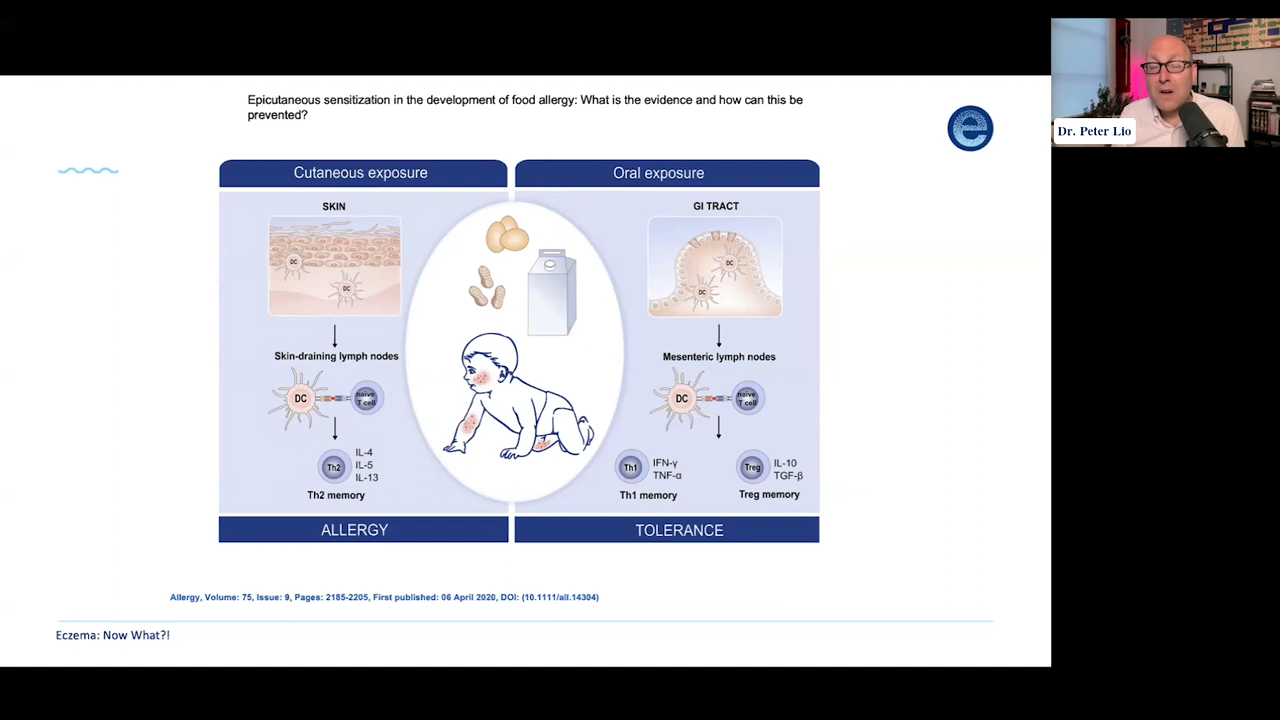 Epicutaneous sensitization in the development of food allergy: What is the evidence and how can this be
prevented?
e
Dr. Peter Lio
Cutaneous exposure
Oral exposure
SKIN
GI TRACT
DC
DC
DC
DC
Skin-draining lymph nodes
Mesenteric lymph nodes
DC
naive
T cell
DC
naive
T cell
Th2
IL-4
IL-5
IL-13
Th1
IFN-γ
TNF-α
Treg
IL-10
TGF-β
Th2 memory
Th1 memory
Treg memory
ALLERGY
TOLERANCE
Allergy, Volume: 75, Issue: 9, Pages: 2185-2205, First published: 06 April 2020, DOI: (10.1111/all.14304)
Eczema: Now What?!